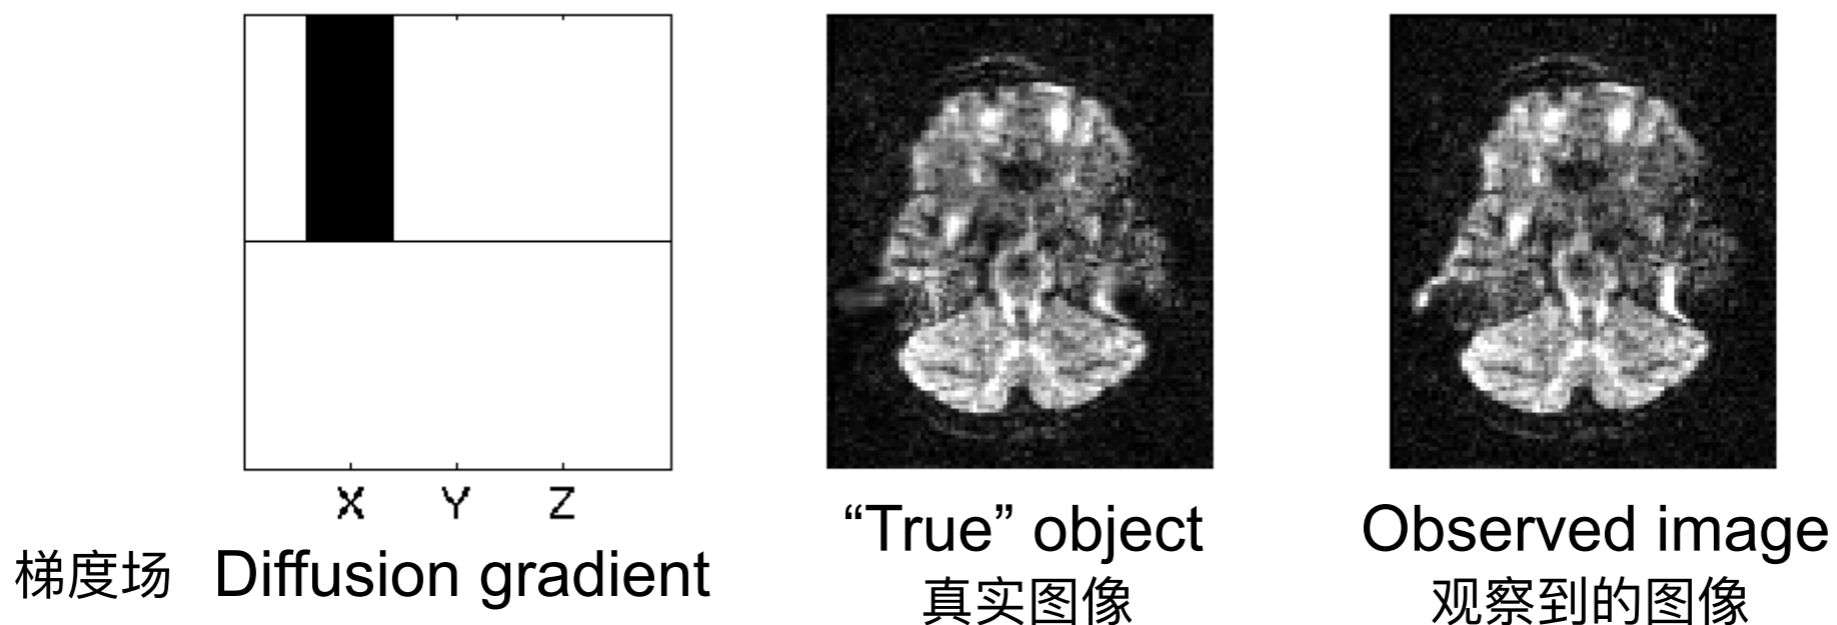 X Y Z
梯度场 Diffusion gradient
“True” object
真实图像
Observed image
观察到的图像